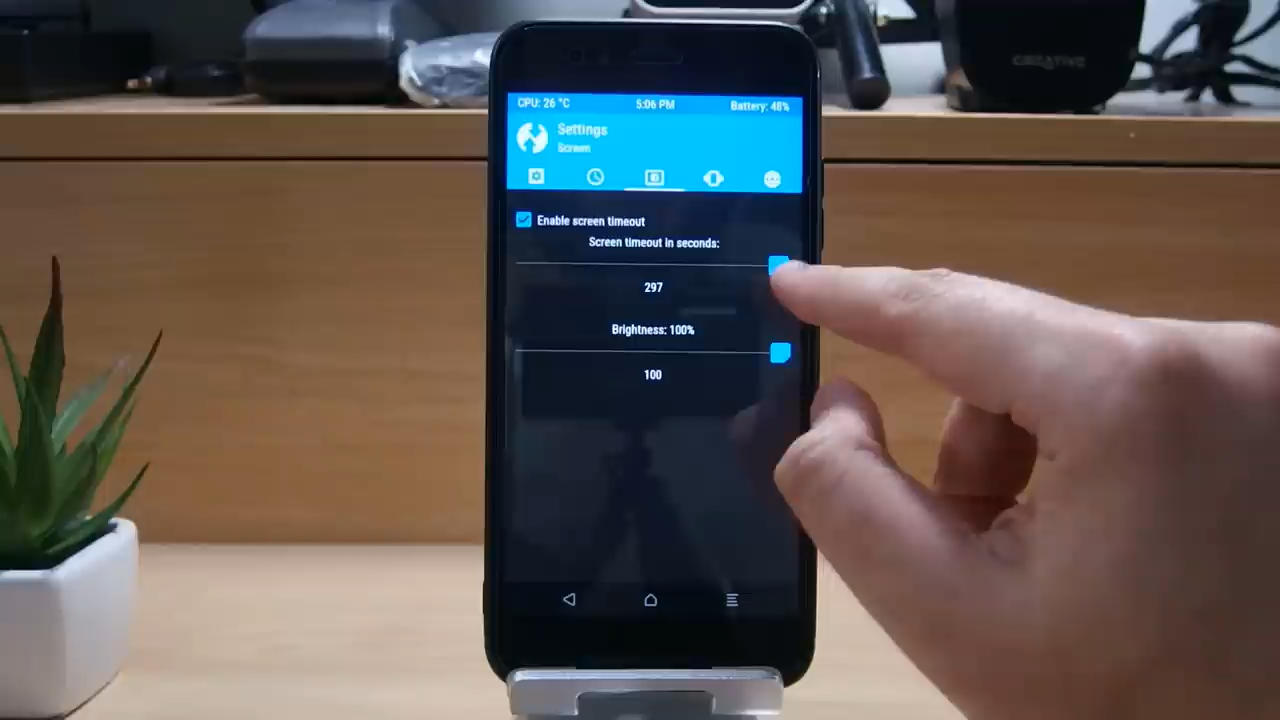 CREATIVE
CPU: 26 °C 5:06 PM Battery: 48%
Settings
Screen
Enable screen timeout
Screen timeout in seconds:
297
Brightness: 100%
100